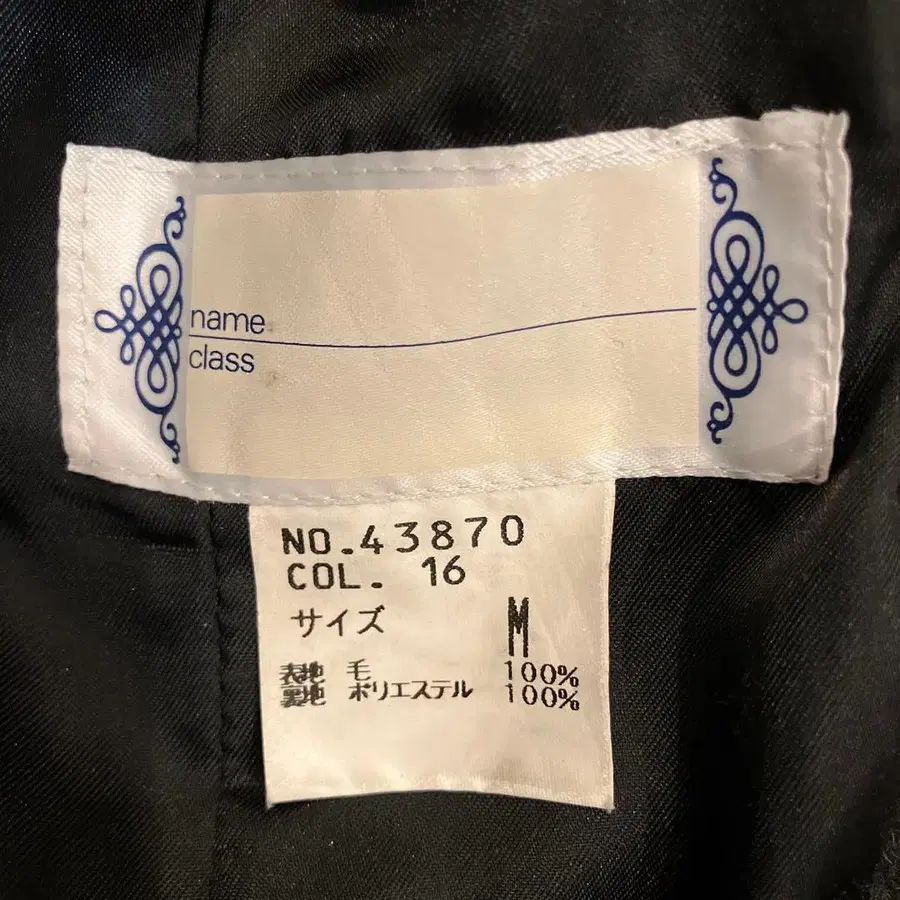 name
class
NO.43870
COL. 16
サイズ M
表地 毛 100%
裏地 ポリエステル 100%